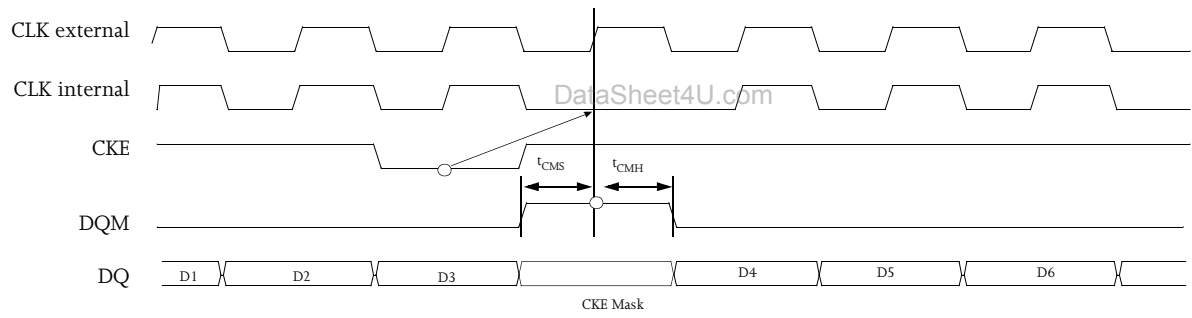 CLK external
CLK internal
DataSheet4U.com
CKE
tCMS
tCMH
DQM
DQ
D1
D2
D3
D4
D5
D6
CKE Mask